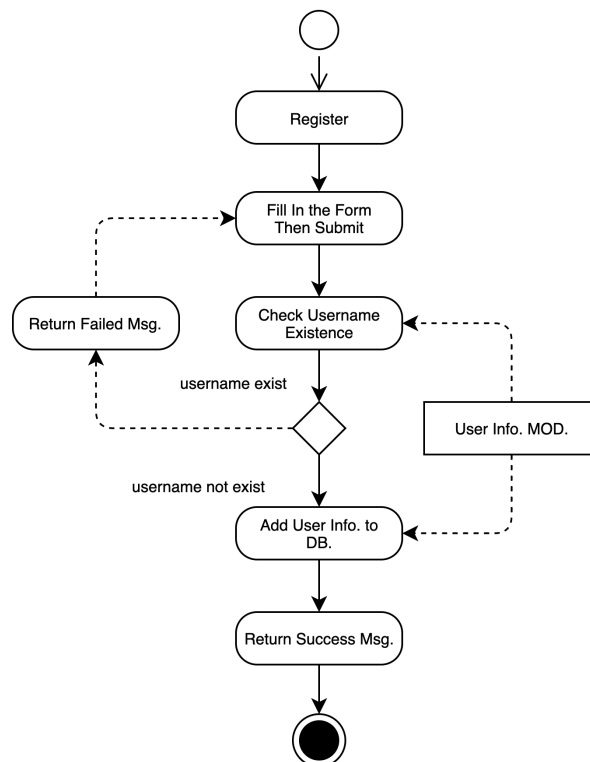 Register
Fill In the Form
Then Submit
Return Failed Msg.
Check Username
Existence
username exist
User Info. MOD.
username not exist
Add User Info. to
DB.
Return Success Msg.